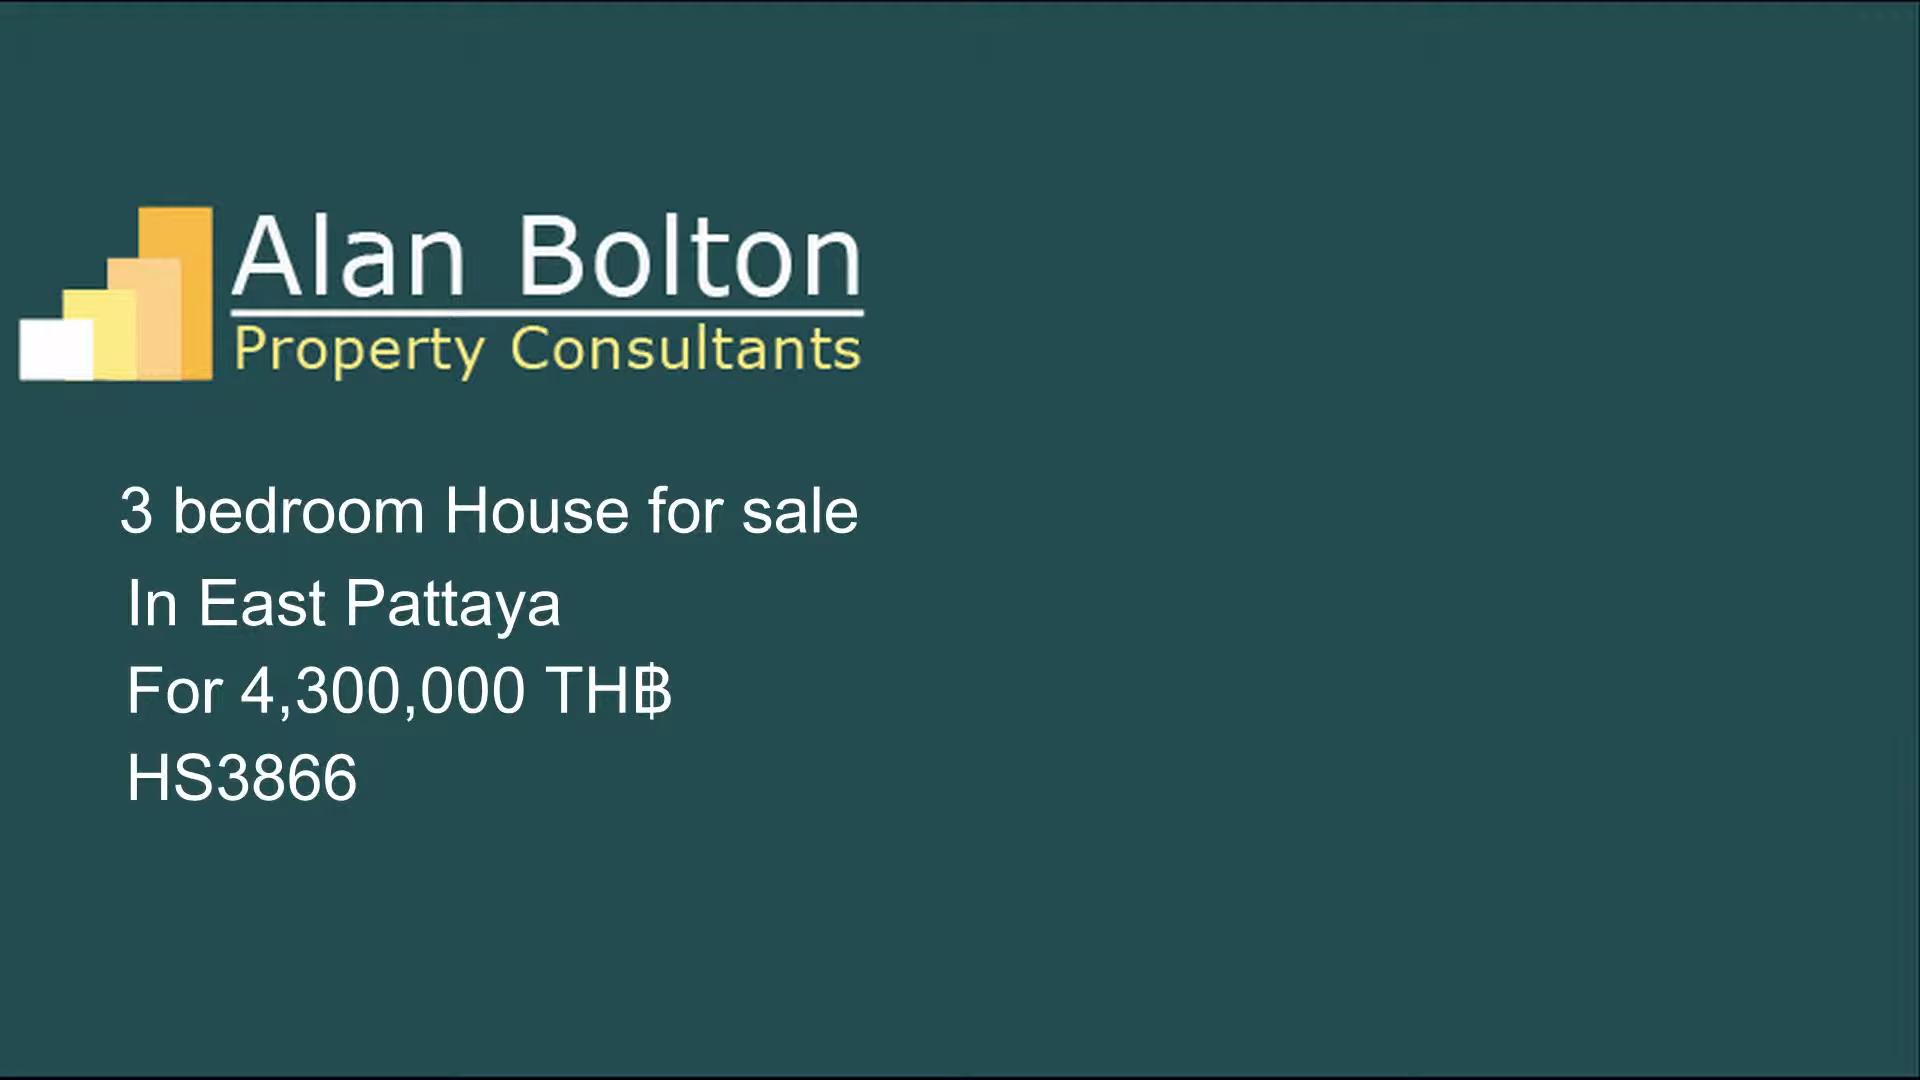 Alan Bolton
Property Consultants
3 bedroom House for sale
In East Pattaya
For 4,300,000 TH฿
HS3866